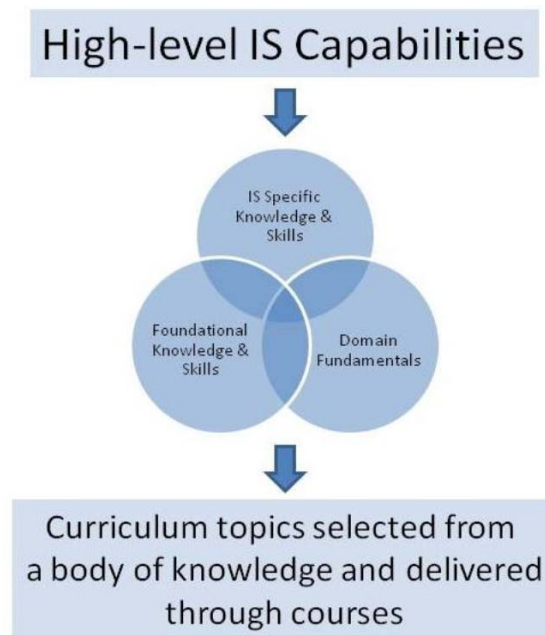 High-level IS Capabilities
IS Specific
Knowledge &
Skills
Foundational
Knowledge &
Skills
Domain
Fundamentals
Curriculum topics selected from
a body of knowledge and delivered
through courses